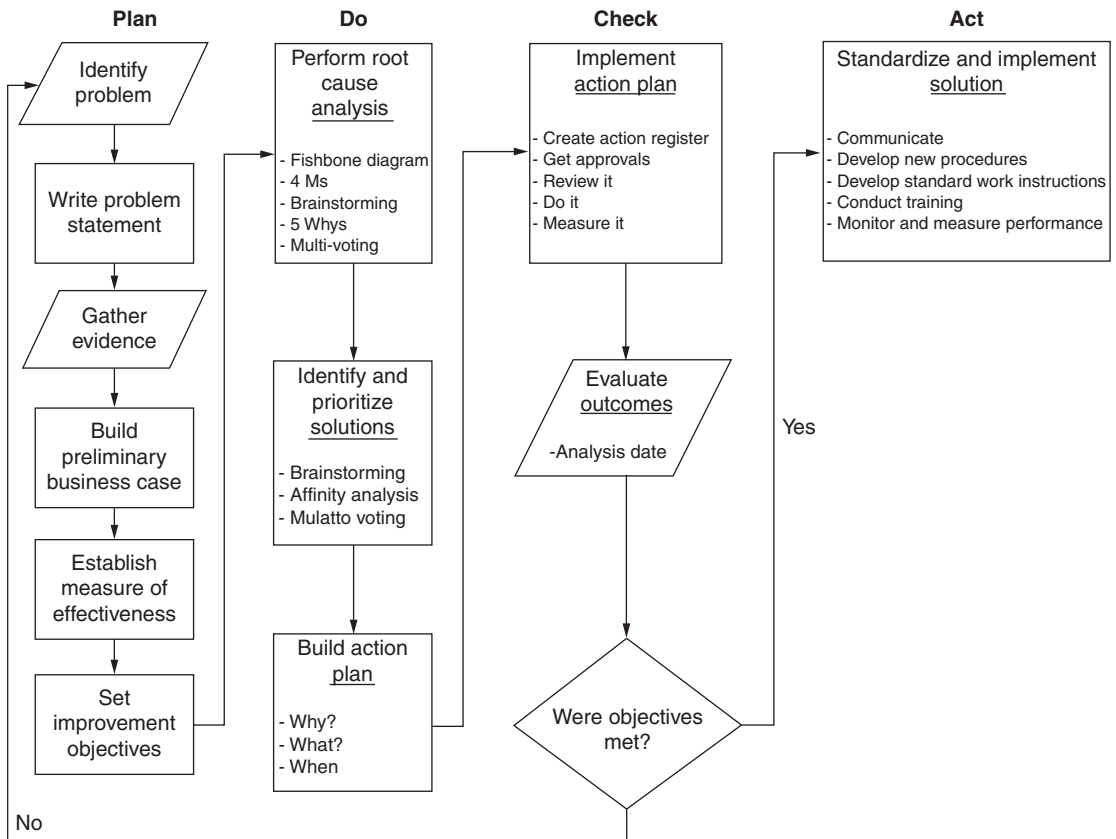 Plan
Identify
problem
Write problem
statement
Gather
evidence
Build
preliminary
business case
Establish
measure of
effectiveness
Set
improvement
objectives
No
Do
Perform root
cause
analysis
- Fishbone diagram
- 4 Ms
- Brainstorming
- 5 Whys
- Multi-voting
Identify and
prioritize
solutions
- Brainstorming
- Affinity analysis
- Mulatto voting
Build action
plan
- Why?
- What?
- When
Check
Implement
action plan
- Create action register
- Get approvals
- Review it
- Do it
- Measure it
Evaluate
outcomes
-Analysis date
Were objectives
met?
Yes
Act
Standardize and implement
solution
- Communicate
- Develop new procedures
- Develop standard work instructions
- Conduct training
- Monitor and measure performance